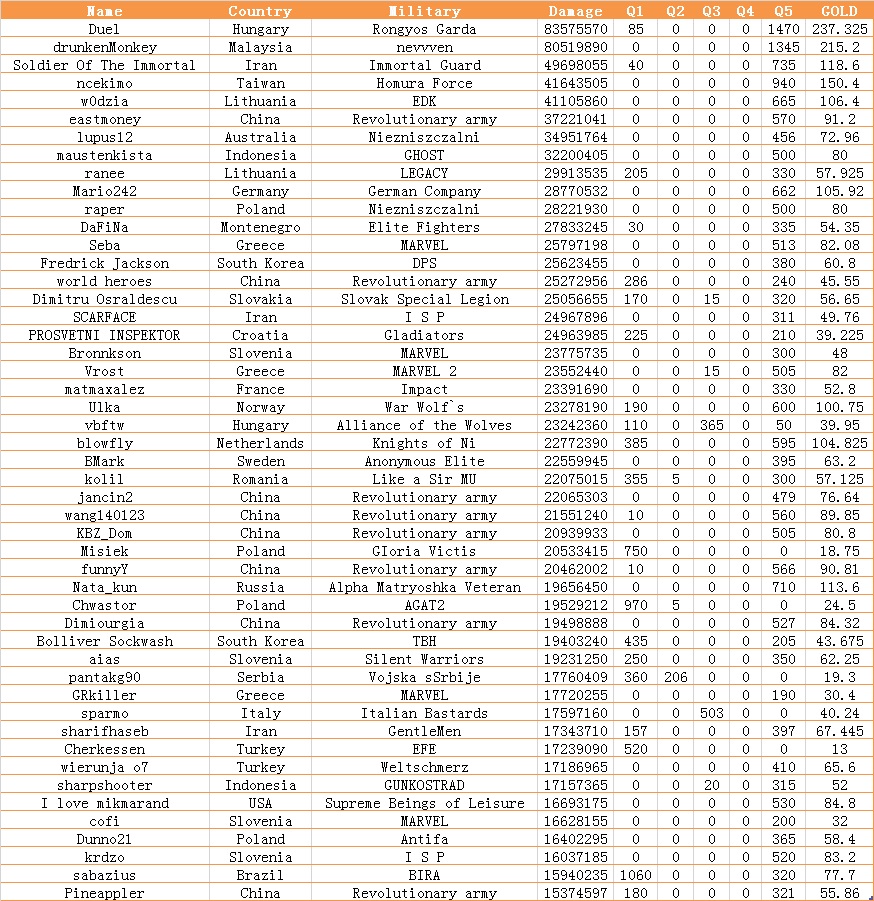 Name Country Military Damage Q1 Q2 Q3 Q4 Q5 GOLD
Duel Hungary Rongyos Garda 83575570 85 0 0 0 1470 237.325
drunkenMonkey Malaysia nevvven 80519890 0 0 0 0 1345 215.2
Soldier Of The Immortal Iran Immortal Guard 49698055 40 0 0 0 735 118.6
ncekimo Taiwan Homura Force 41643505 0 0 0 0 940 150.4
w0dzia Lithuania EDK 41105860 0 0 0 0 665 106.4
eastmoney China Revolutionary army 37221041 0 0 0 0 570 91.2
lupus12 Australia Niezniszczalni 34951764 0 0 0 0 456 72.96
maustenkista Indonesia GHOST 32200405 0 0 0 0 500 80
ranee Lithuania LEGACY 29913535 205 0 0 0 330 57.925
Mario242 Germany German Company 28770532 0 0 0 0 662 105.92
raper Poland Niezniszczalni 28221930 0 0 0 0 500 80
DaFiNa Montenegro Elite Fighters 27833245 30 0 0 0 335 54.35
Seba Greece MARVEL 25797198 0 0 0 0 513 82.08
Fredrick Jackson South Korea DPS 25623455 0 0 0 0 380 60.8
world heroes China Revolutionary army 25272956 286 0 0 0 240 45.55
Dimitru Osraldescu Slovakia Slovak Special Legion 25056655 170 0 15 0 320 56.65
SCARFACE Iran I S P 24967896 0 0 0 0 311 49.76
PROSVETNI INSPEKTOR Croatia Gladiators 24963985 225 0 0 0 210 39.225
Bronnkson Slovenia MARVEL 23775735 0 0 0 0 300 48
Vrost Greece MARVEL 2 23552440 0 0 15 0 505 82
matmaxalez France Impact 23391690 0 0 0 0 330 52.8
Ulka Norway War Wolf`s 23278190 190 0 0 0 600 100.75
vbftw Hungary Alliance of the Wolves 23242360 110 0 365 0 50 39.95
blowfly Netherlands Knights of Ni 22772390 385 0 0 0 595 104.825
BMark Sweden Anonymous Elite 22559945 0 0 0 0 395 63.2
kolil Romania Like a Sir MU 22075015 355 5 0 0 300 57.125
jancin2 China Revolutionary army 22065303 0 0 0 0 479 76.64
wang140123 China Revolutionary army 21551240 10 0 0 0 560 89.85
KBZ_Dom China Revolutionary army 20939933 0 0 0 0 505 80.8
Misiek Poland GIoria Victis 20533415 750 0 0 0 0 18.75
funnyY China Revolutionary army 20462002 10 0 0 0 566 90.81
Nata_kun Russia Alpha Matryoshka Veteran 19656450 0 0 0 0 710 113.6
Chwastor Poland AGAT2 19529212 970 5 0 0 0 24.5
Dimiourgia China Revolutionary army 19498888 0 0 0 0 527 84.32
Bolliver Sockwash South Korea TBH 19403240 435 0 0 0 205 43.675
aias Slovenia Silent Warriors 19231250 250 0 0 0 350 62.25
pantakg90 Serbia Vojska sSrbije 17760409 360 206 0 0 0 19.3
GRkiller Greece MARVEL 17720255 0 0 0 0 190 30.4
sparmo Italy Italian Bastards 17597160 0 0 503 0 0 40.24
sharifhaseb Iran GentleMen 17343710 157 0 0 0 397 67.445
Cherkessen Turkey EFE 17239090 520 0 0 0 0 13
wierunja o7 Turkey Weltschmerz 17186965 0 0 0 0 410 65.6
sharpshooter Indonesia GUNKOSTRAD 17157365 0 0 20 0 315 52
I love mikmarand USA Supreme Beings of Leisure 16693175 0 0 0 0 530 84.8
cofi Slovenia MARVEL 16628155 0 0 0 0 200 32
Dunno21 Poland Antifa 16402295 0 0 0 0 365 58.4
krdzo Slovenia I S P 16037185 0 0 0 0 520 83.2
sabazius Brazil BIRA 15940235 1060 0 0 0 320 77.7
Pineappler China Revolutionary army 15374597 180 0 0 0 321 55.86